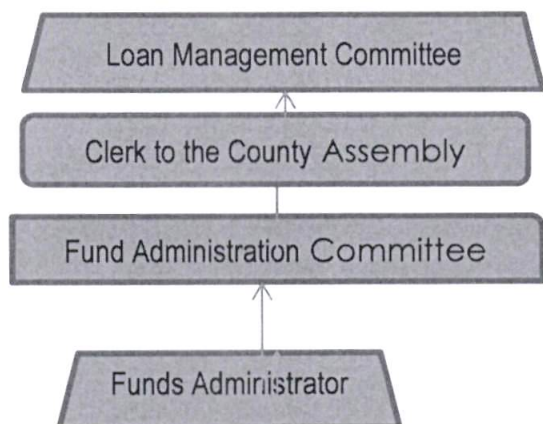 Loan Management Committee
Clerk to the County Assembly
Fund Administration Committee
Funds Administrator